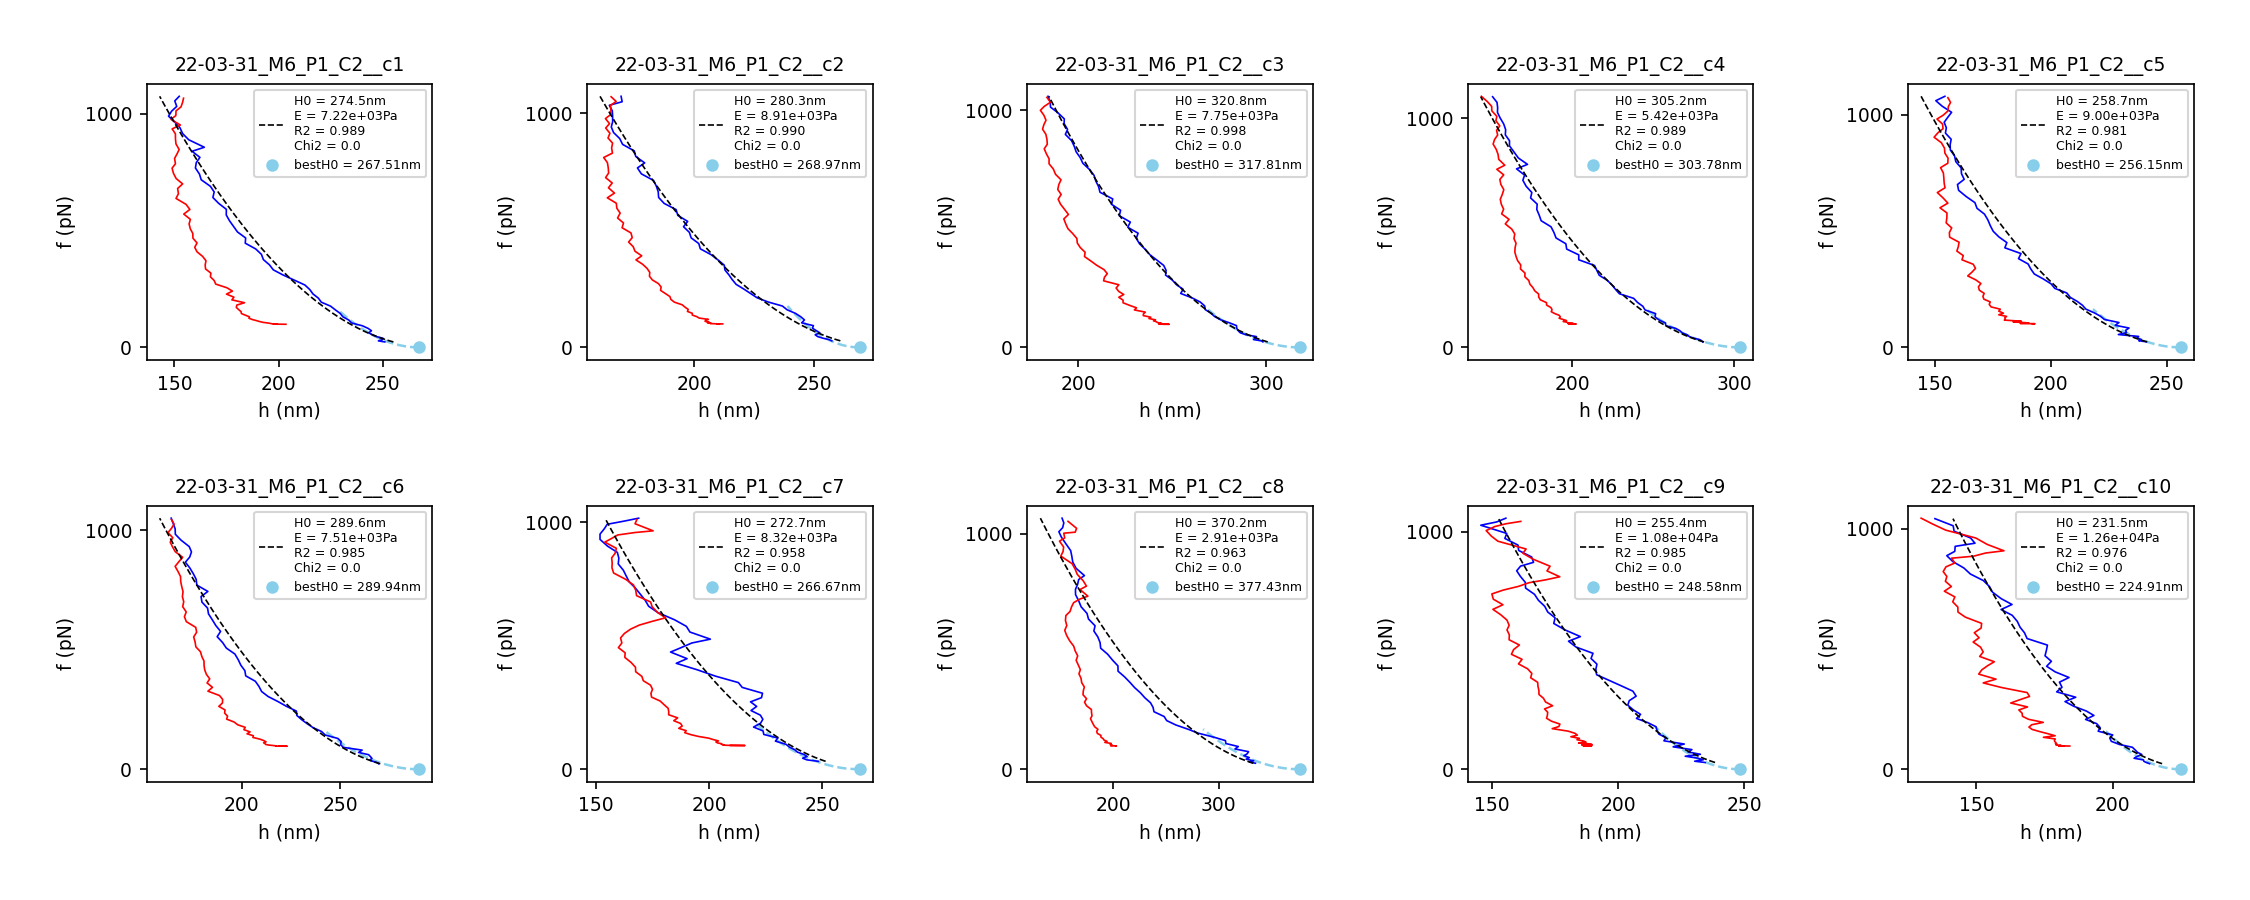 22-03-31_M6_P1_C2__c1
H0 = 274.5nm
E = 7.22e+03Pa
R2 = 0.989
Chi2 = 0.0
bestH0 = 267.51nm
1000
0
f (pN)
150 200 250
h (nm)
22-03-31_M6_P1_C2__c2
H0 = 280.3nm
E = 8.91e+03Pa
R2 = 0.990
Chi2 = 0.0
bestH0 = 268.97nm
1000
0
f (pN)
200 250
h (nm)
22-03-31_M6_P1_C2__c3
H0 = 320.8nm
E = 7.75e+03Pa
R2 = 0.998
Chi2 = 0.0
bestH0 = 317.81nm
1000
0
f (pN)
200 300
h (nm)
22-03-31_M6_P1_C2__c4
H0 = 305.2nm
E = 5.42e+03Pa
R2 = 0.989
Chi2 = 0.0
bestH0 = 303.78nm
1000
0
f (pN)
200 300
h (nm)
22-03-31_M6_P1_C2__c5
H0 = 258.7nm
E = 9.00e+03Pa
R2 = 0.981
Chi2 = 0.0
bestH0 = 256.15nm
1000
0
f (pN)
150 200 250
h (nm)
22-03-31_M6_P1_C2__c6
H0 = 289.6nm
E = 7.51e+03Pa
R2 = 0.985
Chi2 = 0.0
bestH0 = 289.94nm
1000
0
f (pN)
200 250
h (nm)
22-03-31_M6_P1_C2__c7
H0 = 272.7nm
E = 8.32e+03Pa
R2 = 0.958
Chi2 = 0.0
bestH0 = 266.67nm
1000
0
f (pN)
150 200 250
h (nm)
22-03-31_M6_P1_C2__c8
H0 = 370.2nm
E = 2.91e+03Pa
R2 = 0.963
Chi2 = 0.0
bestH0 = 377.43nm
1000
0
f (pN)
200 300
h (nm)
22-03-31_M6_P1_C2__c9
H0 = 255.4nm
E = 1.08e+04Pa
R2 = 0.985
Chi2 = 0.0
bestH0 = 248.58nm
1000
0
f (pN)
150 200 250
h (nm)
22-03-31_M6_P1_C2__c10
H0 = 231.5nm
E = 1.26e+04Pa
R2 = 0.976
Chi2 = 0.0
bestH0 = 224.91nm
1000
0
f (pN)
150 200
h (nm)